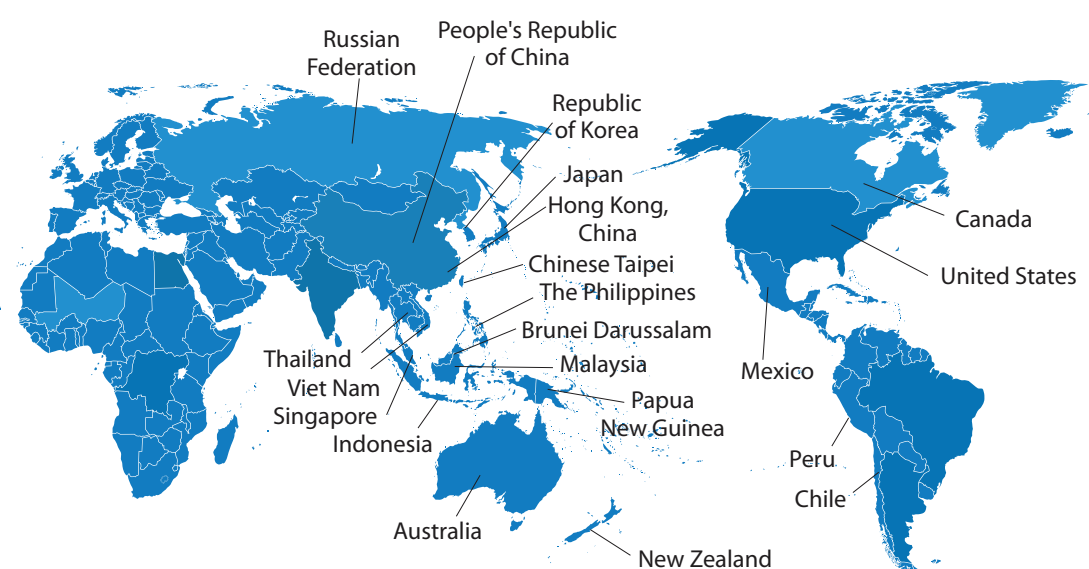 Russian
Federation
People's Republic
of China
Republic
of Korea
Japan
Hong Kong,
China
Canada
Chinese Taipei
United States
The Philippines
Brunei Darussalam
Thailand
Malaysia
Mexico
Viet Nam
Singapore
Papua
New Guinea
Indonesia
Peru
Chile
Australia
New Zealand